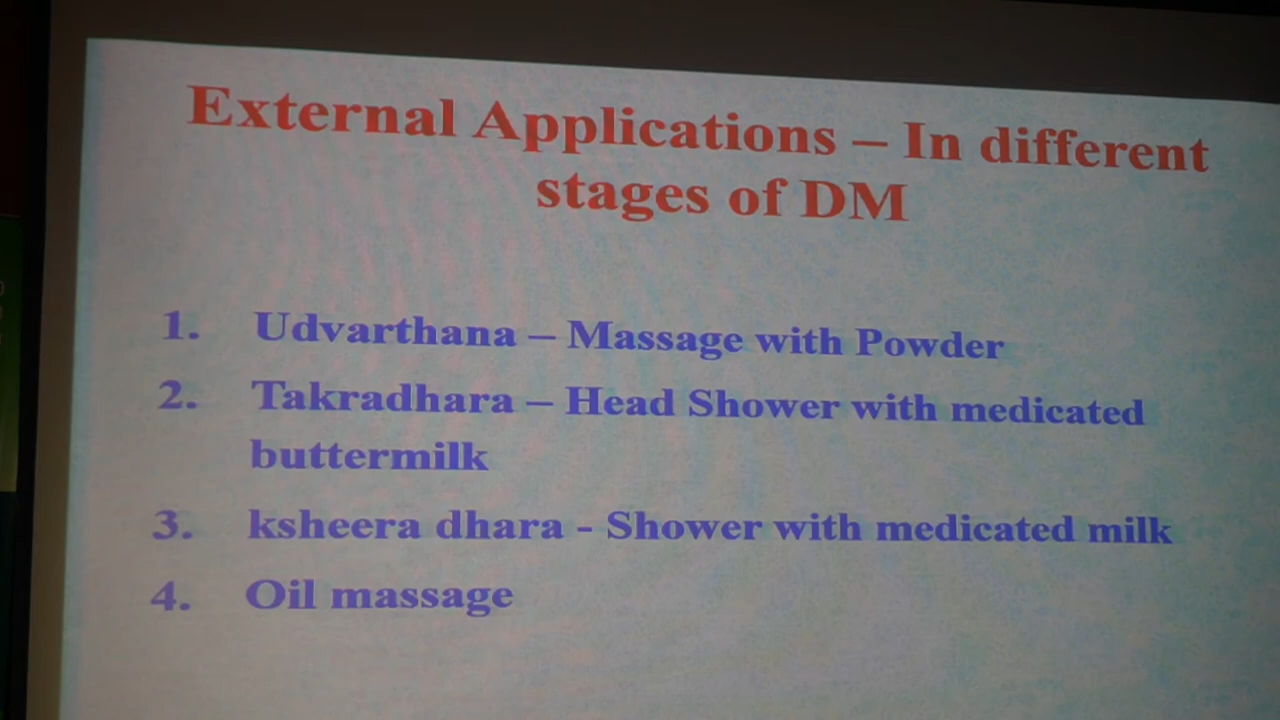 External Applications – In different
stages of DM
1. Udvarthana – Massage with Powder
2. Takradhara – Head Shower with medicated
buttermilk
3. ksheera dhara - Shower with medicated milk
4. Oil massage